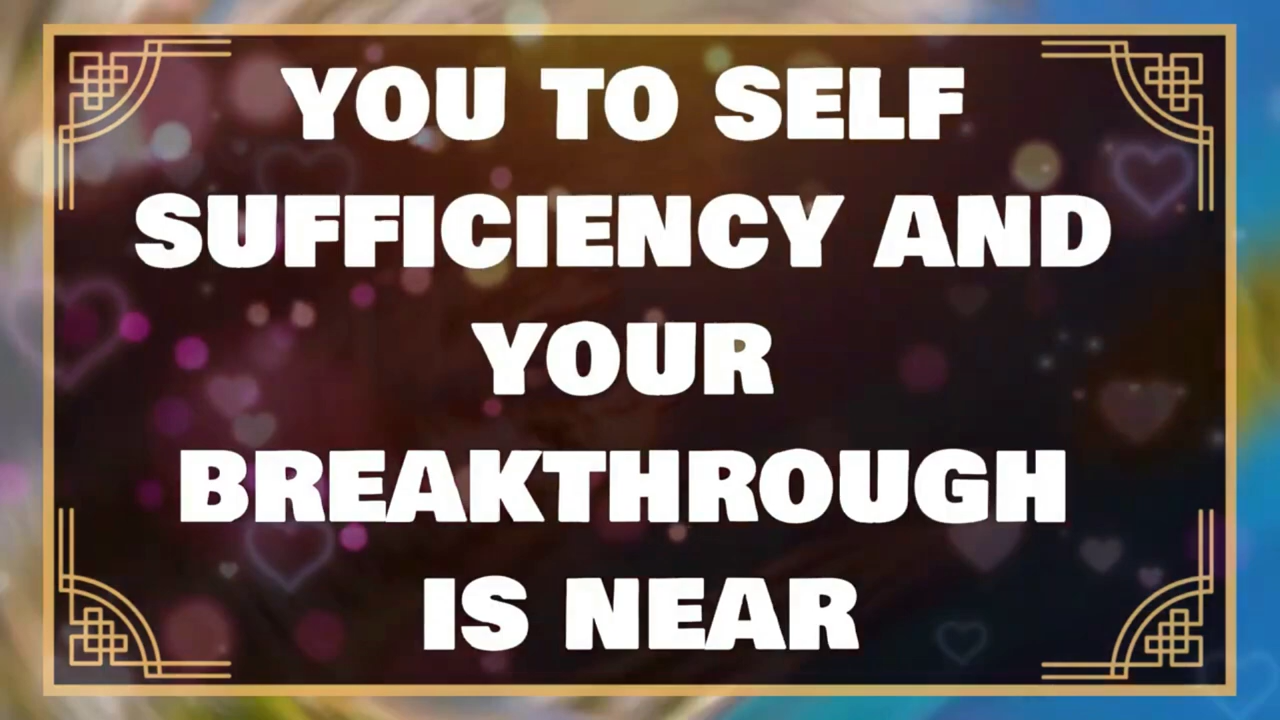 YOU TO SELF
SUFFICIENCY AND
YOUR
BREAKTHROUGH
IS NEAR